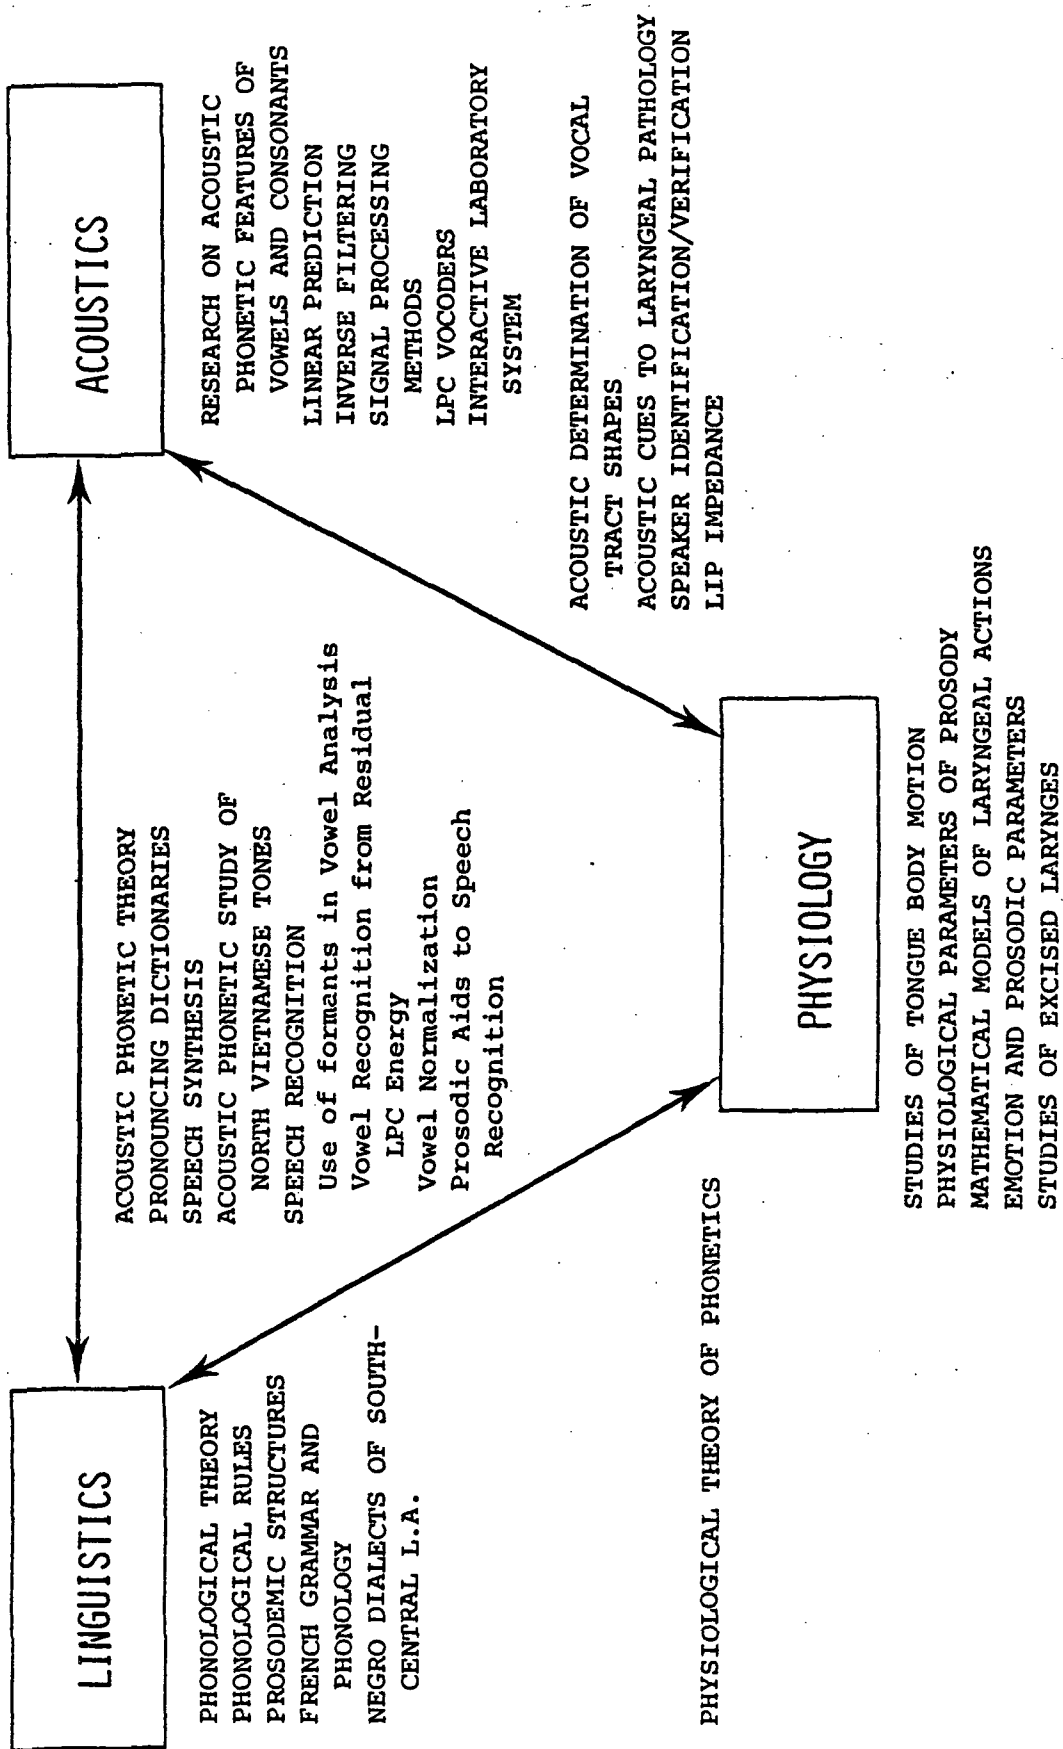 LINGUISTICS
PHONOLOGICAL THEORY
PHONOLOGICAL RULES
PROSODEMIC STRUCTURES
FRENCH GRAMMAR AND
PHONOLOGY
NEGRO DIALECTS OF SOUTH-
CENTRAL L.A.
ACOUSTIC PHONETIC THEORY
PRONOUNCING DICTIONARIES
SPEECH SYNTHESIS
ACOUSTIC PHONETIC STUDY OF
NORTH VIETNAMESE TONES
SPEECH RECOGNITION
Use of formants in Vowel Analysis
Vowel Recognition from Residual
LPC Energy
Vowel Normalization
Prosodic Aids to Speech
Recognition
ACOUSTICS
RESEARCH ON ACOUSTIC
PHONETIC FEATURES OF
VOWELS AND CONSONANTS
LINEAR PREDICTION
INVERSE FILTERING
SIGNAL PROCESSING
METHODS
LPC VOCODERS
INTERACTIVE LABORATORY
SYSTEM
PHYSIOLOGICAL THEORY OF PHONETICS
ACOUSTIC DETERMINATION OF VOCAL
TRACT SHAPES
ACOUSTIC CUES TO LARYNGEAL PATHOLOGY
SPEAKER IDENTIFICATION/VERIFICATION
LIP IMPEDANCE
PHYSIOLOGY
STUDIES OF TONGUE BODY MOTION
PHYSIOLOGICAL PARAMETERS OF PROSODY
MATHEMATICAL MODELS OF LARYNGEAL ACTIONS
EMOTION AND PROSODIC PARAMETERS
STUDIES OF EXCISED LARYNGES